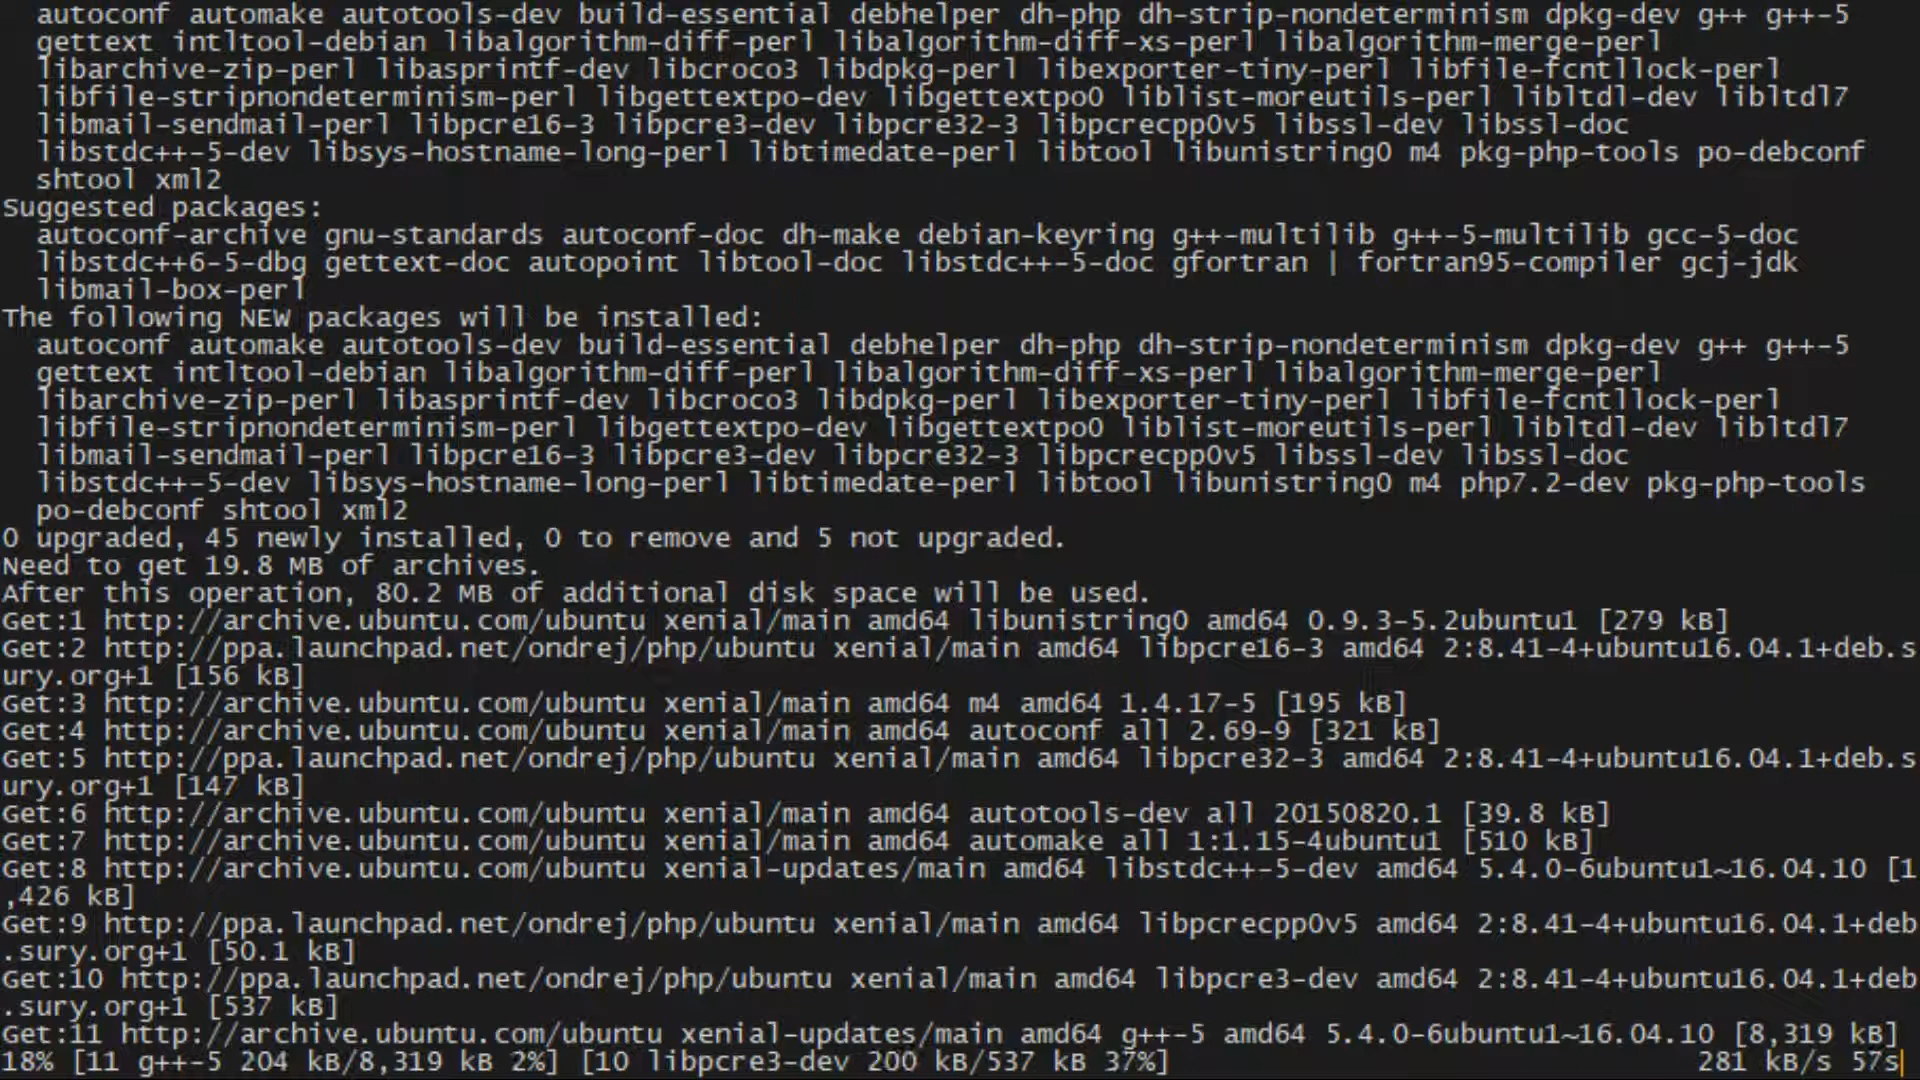 autoconf automake autotools-dev build-essential debhelper dh-php dh-strip-nondeterminism dpkg-dev g++ g++-5
gettext intltool-debian libalgorithm-diff-perl libalgorithm-diff-xs-perl libalgorithm-merge-perl
libarchive-zip-perl libasprintf-dev libcroco3 libdpkg-perl libexporter-tiny-perl libfile-fcntllock-perl
libfile-stripnondeterminism-perl libgettextpo-dev libgettextpo0 liblist-moreutils-perl libltdl-dev libltdl7
libmail-sendmail-perl libpcre16-3 libpcre3-dev libpcre32-3 libpcrecpp0v5 libssl-dev libssl-doc
libstdc++-5-dev libsys-hostname-long-perl libtimedate-perl libtool libunistring0 m4 pkg-php-tools po-debconf
shtool xml2
Suggested packages:
autoconf-archive gnu-standards autoconf-doc dh-make debian-keyring g++-multilib g++-5-multilib gcc-5-doc
libstdc++6-5-dbg gettext-doc autopoint libtool-doc libstdc++-5-doc gfortran | fortran95-compiler gcj-jdk
libmail-box-perl
The following NEW packages will be installed:
autoconf automake autotools-dev build-essential debhelper dh-php dh-strip-nondeterminism dpkg-dev g++ g++-5
gettext intltool-debian libalgorithm-diff-perl libalgorithm-diff-xs-perl libalgorithm-merge-perl
libarchive-zip-perl libasprintf-dev libcroco3 libdpkg-perl libexporter-tiny-perl libfile-fcntllock-perl
libfile-stripnondeterminism-perl libgettextpo-dev libgettextpo0 liblist-moreutils-perl libltdl-dev libltdl7
libmail-sendmail-perl libpcre16-3 libpcre3-dev libpcre32-3 libpcrecpp0v5 libssl-dev libssl-doc
libstdc++-5-dev libsys-hostname-long-perl libtimedate-perl libtool libunistring0 m4 php7.2-dev pkg-php-tools
po-debconf shtool xml2
0 upgraded, 45 newly installed, 0 to remove and 5 not upgraded.
Need to get 19.8 MB of archives.
After this operation, 80.2 MB of additional disk space will be used.
Get:1 http://archive.ubuntu.com/ubuntu xenial/main amd64 libunistring0 amd64 0.9.3-5.2ubuntu1 [279 kB]
Get:2 http://ppa.launchpad.net/ondrej/php/ubuntu xenial/main amd64 libpcre16-3 amd64 2:8.41-4+ubuntu16.04.1+deb.s
ury.org+1 [156 kB]
Get:3 http://archive.ubuntu.com/ubuntu xenial/main amd64 m4 amd64 1.4.17-5 [195 kB]
Get:4 http://archive.ubuntu.com/ubuntu xenial/main amd64 autoconf all 2.69-9 [321 kB]
Get:5 http://ppa.launchpad.net/ondrej/php/ubuntu xenial/main amd64 libpcre32-3 amd64 2:8.41-4+ubuntu16.04.1+deb.s
ury.org+1 [147 kB]
Get:6 http://archive.ubuntu.com/ubuntu xenial/main amd64 autotools-dev all 20150820.1 [39.8 kB]
Get:7 http://archive.ubuntu.com/ubuntu xenial/main amd64 automake all 1:1.15-4ubuntu1 [510 kB]
Get:8 http://archive.ubuntu.com/ubuntu xenial-updates/main amd64 libstdc++-5-dev amd64 5.4.0-6ubuntu1~16.04.10 [1
,426 kB]
Get:9 http://ppa.launchpad.net/ondrej/php/ubuntu xenial/main amd64 libpcrecpp0v5 amd64 2:8.41-4+ubuntu16.04.1+deb
.sury.org+1 [50.1 kB]
Get:10 http://ppa.launchpad.net/ondrej/php/ubuntu xenial/main amd64 libpcre3-dev amd64 2:8.41-4+ubuntu16.04.1+deb
.sury.org+1 [537 kB]
Get:11 http://archive.ubuntu.com/ubuntu xenial-updates/main amd64 g++-5 amd64 5.4.0-6ubuntu1~16.04.10 [8,319 kB]
18% [11 g++-5 204 kB/8,319 kB 2%] [10 libpcre3-dev 200 kB/537 kB 37%] 281 kB/s 57s